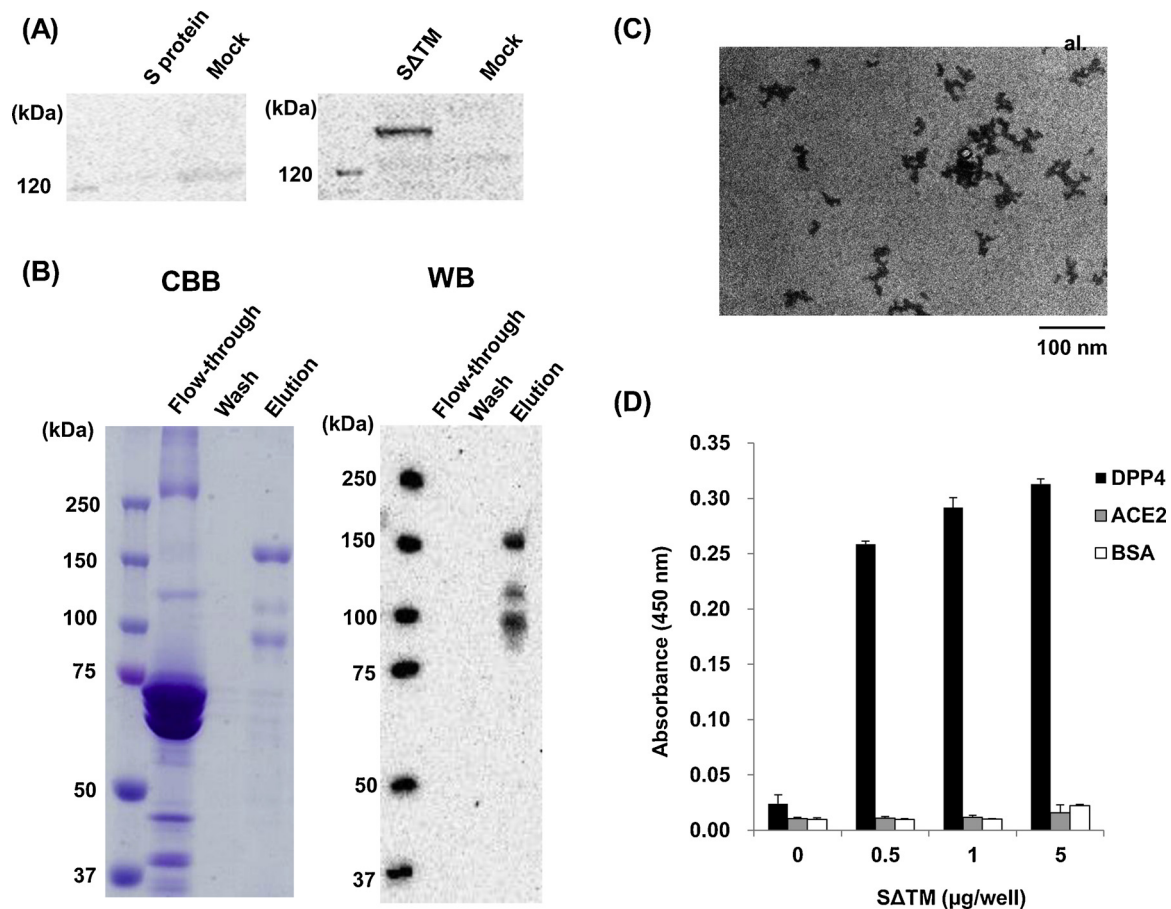 (A)
S protein
Mock
(kDa)
120
SΔTM
Mock
(kDa)
120
(B)
CBB
Flow-through
Wash
Elution
(kDa)
250
150
100
75
50
37
WB
Flow-through
Wash
Elution
(kDa)
250
150
100
75
50
37
(C)
al.
100 nm
(D)
Absorbance (450 nm)
0.35
0.30
0.25
0.20
0.15
0.10
0.05
0.00
0
0.5
1
5
SΔTM (μg/well)
DPP4
ACE2
BSA